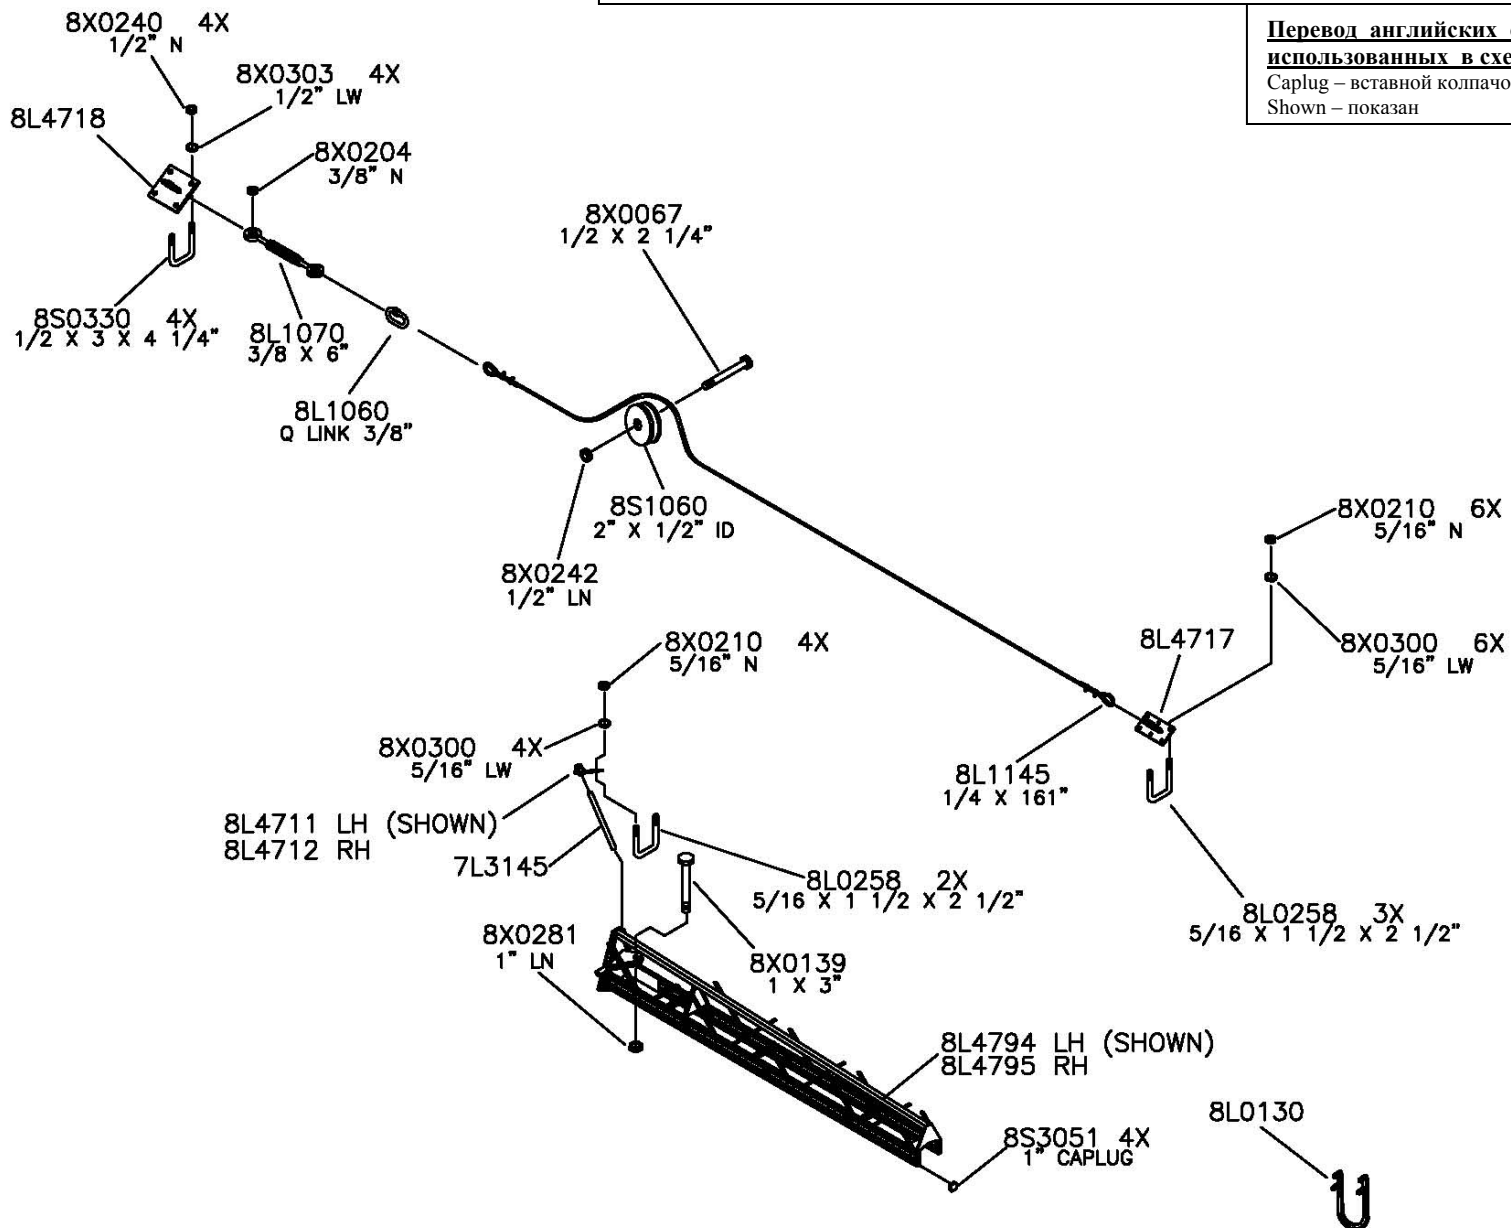 Перевод английских
использованных в схе
Caplug – вставной колпачо
Shown – показан
8X0240 4X
1/2" N
8X0303 4X
1/2" LW
8L4718
8X0204
3/8" N
8X0067
1/2 X 2 1/4"
8S0330 4X
1/2 X 3 X 4 1/4"
8L1070
3/8 X 6"
8L1060
Q LINK 3/8"
8S1060
2" X 1/2" ID
8X0242
1/2" LN
8X0210 6X
5/16" N
8X0210 4X
5/16" N
8L4717
8X0300 6X
5/16" LW
8X0300 4X
5/16" LW
8L1145
1/4 X 161"
8L4711 LH (SHOWN)
8L4712 RH
7L3145
8L0258 2X
5/16 X 1 1/2 X 2 1/2"
8L0258 3X
5/16 X 1 1/2 X 2 1/2"
8X0281
1" LN
8X0139
1 X 3"
8L4794 LH (SHOWN)
8L4795 RH
8L0130
8S3051 4X
1" CAPLUG